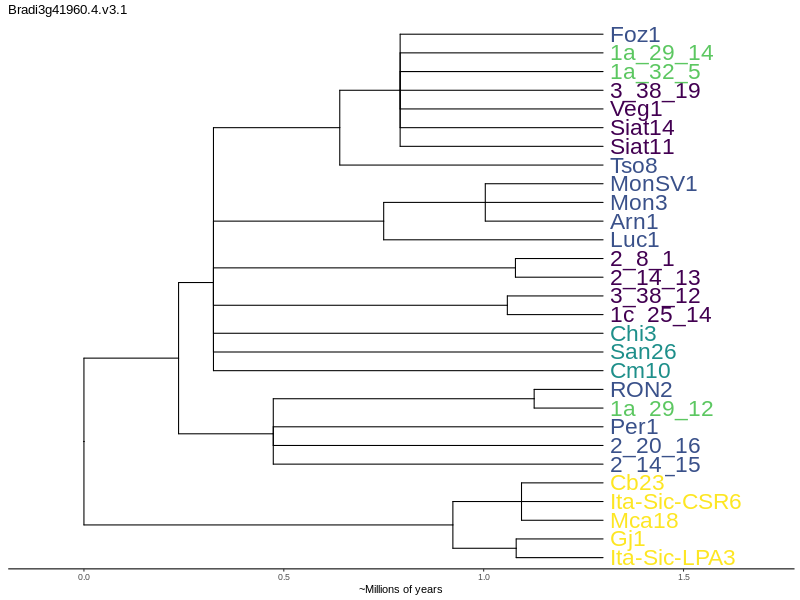 Bradi3g41960.4.v3.1
Foz1
1a_29_14
1a_32_5
3_38_19
Veg1
Siat14
Siat11
Tso8
MonSV1
Mon3
Arn1
Luc1
2_8_1
2_14_13
3_38_12
1c_25_14
Chi3
San26
Cm10
RON2
1a_29_12
Per1
2_20_16
2_14_15
Cb23
Ita-Sic-CSR6
Mca18
Gj1
Ita-Sic-LPA3
0.0 0.5 1.0 1.5
~Millions of years